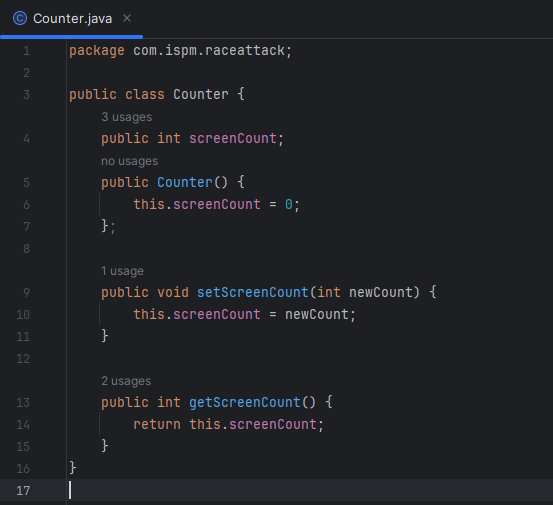 Counter.java
1 package com.ispm.raceattack;
2
3 public class Counter {
3 usages
4 public int screenCount;
no usages
5 public Counter() {
6 this.screenCount = 0;
7 };
8
1 usage
9 public void setScreenCount(int newCount) {
10 this.screenCount = newCount;
11 }
12
2 usages
13 public int getScreenCount() {
14 return this.screenCount;
15 }
16 }
17